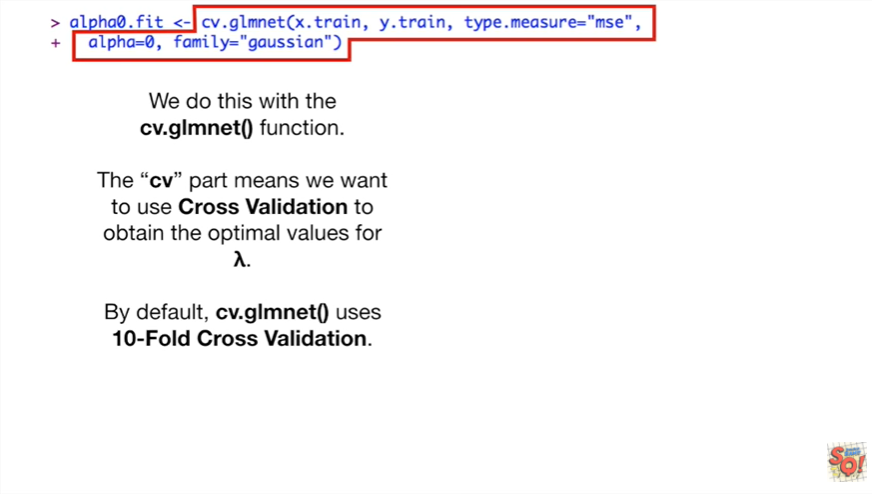 > alpha0.fit <- cv.glmnet(x.train, y.train, type.measure="mse",
+ alpha=0, family="gaussian")
We do this with the
cv.glmnet() function.
The “cv” part means we want
to use Cross Validation to
obtain the optimal values for
λ.
By default, cv.glmnet() uses
10-Fold Cross Validation.
SQ!